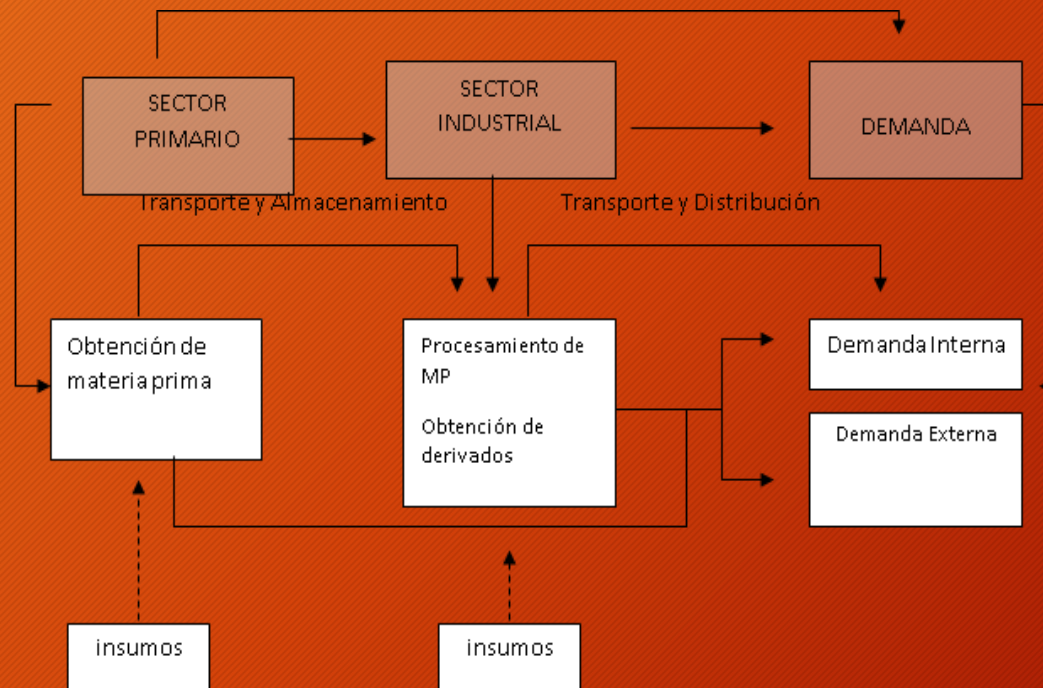 SECTOR
PRIMARIO
SECTOR
INDUSTRIAL
DEMANDA
Transporte y Almacenamiento
Transporte y Distribución
Obtención de
materia prima
Procesamiento de
MP
Obtención de
derivados
Demanda Interna
Demanda Externa
insumos
insumos